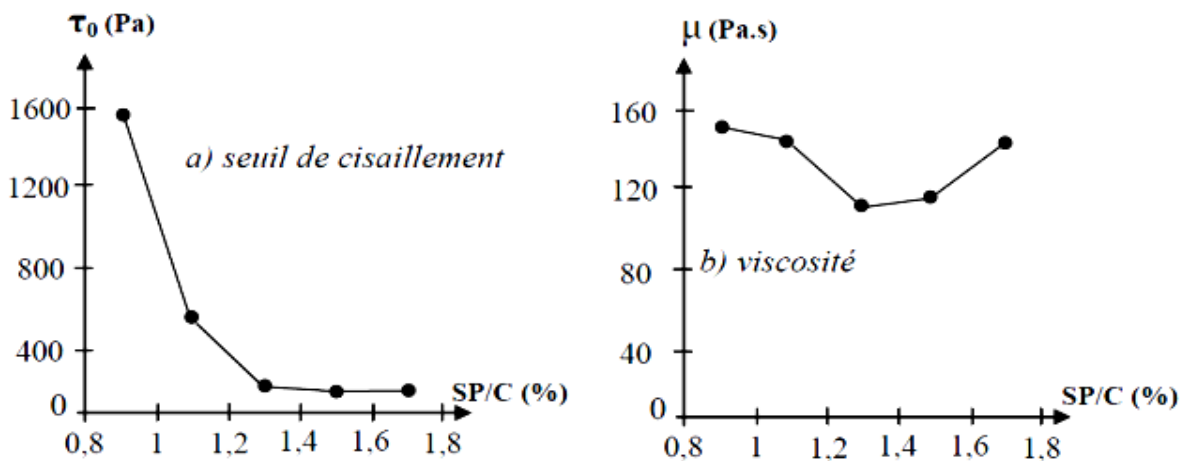 τ₀ (Pa)
1600
1200
800
400
0
a) seuil de cisaillement
SP/C (%)
0,8 1 1,2 1,4 1,6 1,8
μ (Pa.s)
160
120
80
40
0
b) viscosité
SP/C (%)
0,8 1 1,2 1,4 1,6 1,8